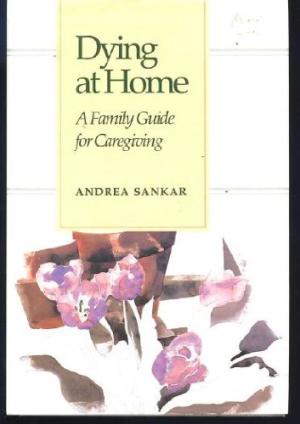 Dying
at Home
A Family Guide
for Caregiving
ANDREA SANKAR